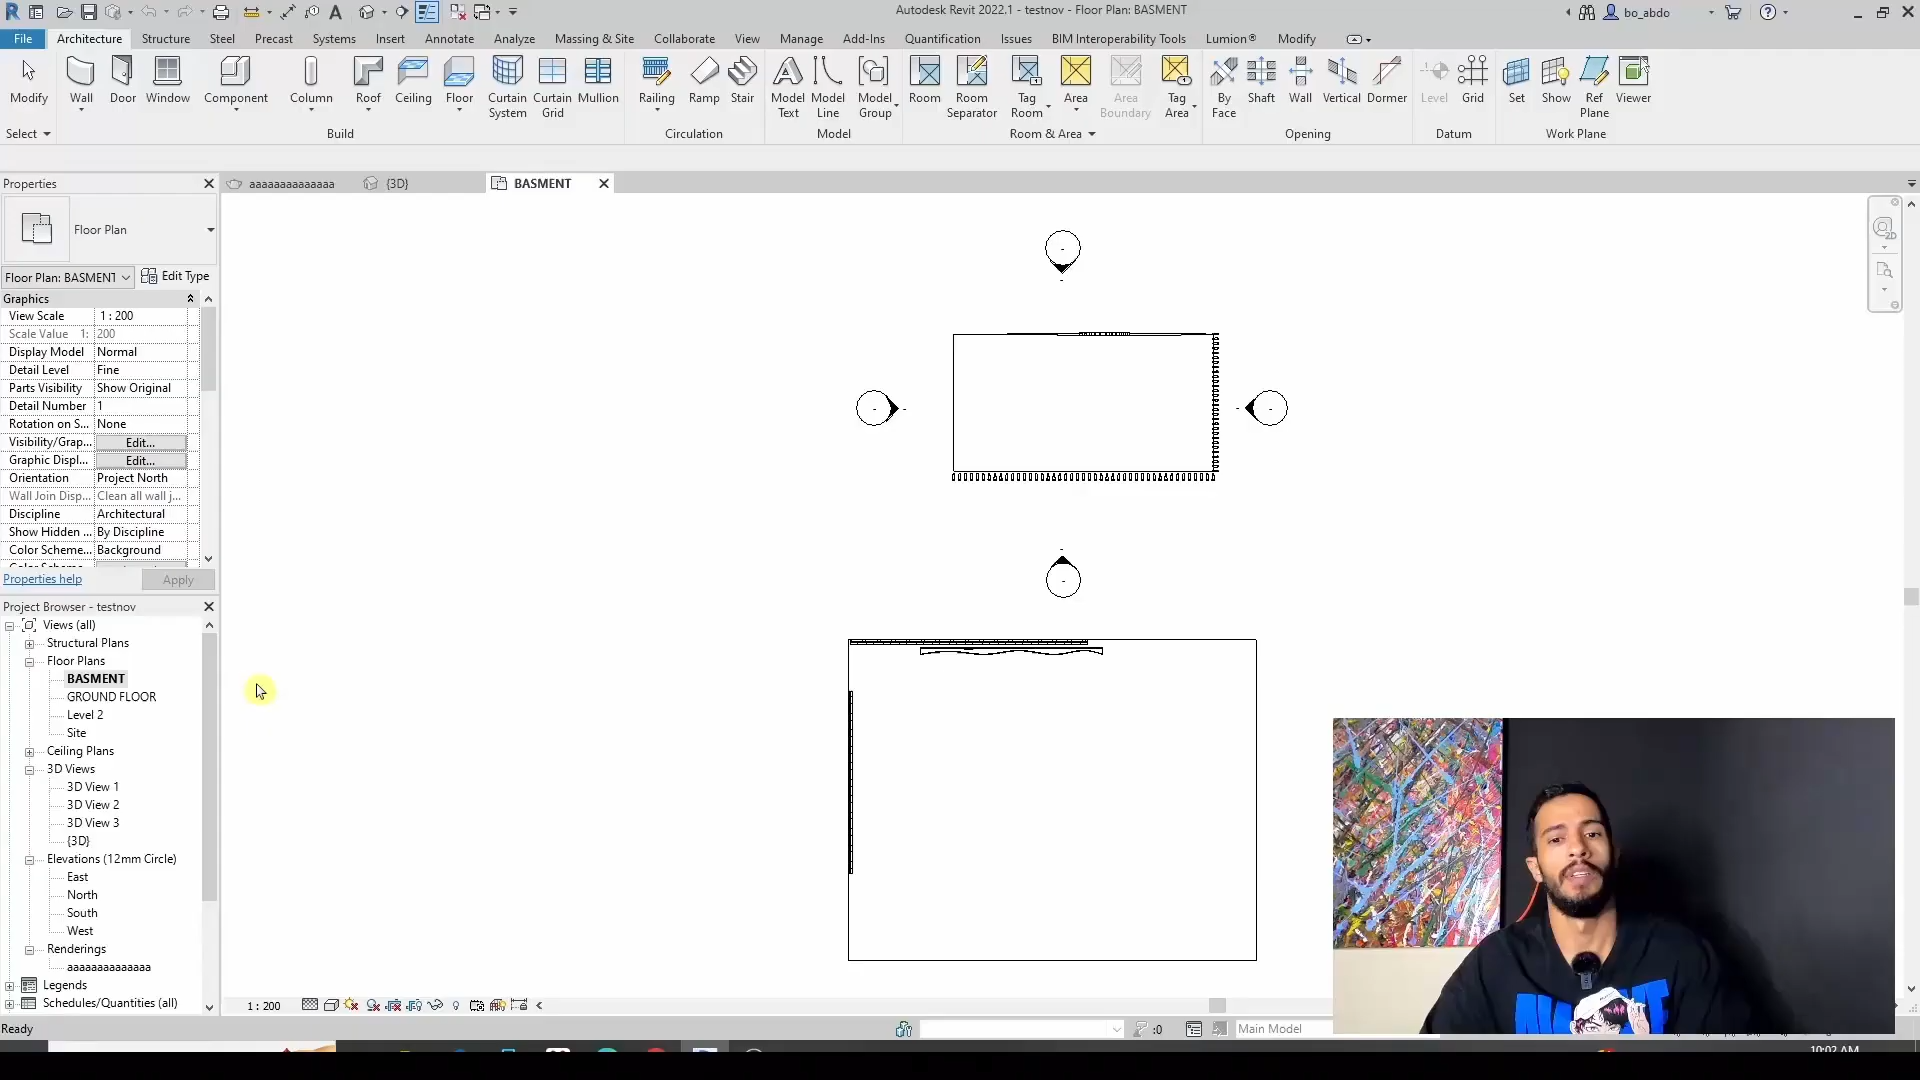 Autodesk Revit 2022.1 - testnov - Floor Plan: BASMENT
bo_abdo
File Architecture Structure Steel Precast Systems Insert Annotate Analyze Massing & Site Collaborate View Manage Add-Ins Quantification Issues BIM Interoperability Tools Lumion® Modify
Modify Wall Door Window Component Column Roof Ceiling Floor Curtain System Curtain Grid Mullion Railing Ramp Stair Model Text Model Line Model Group Room Room Separator Tag Room Area Area Boundary Tag Area By Face Shaft Wall Vertical Dormer Level Grid Set Show Ref Plane Viewer
Select Build Circulation Model Room & Area Opening Datum Work Plane
Properties
aaaaaaaaaaaaaa {3D} BASMENT
Floor Plan
Floor Plan: BASMENT Edit Type
Graphics
View Scale 1 : 200
Scale Value 1: 200
Display Model Normal
Detail Level Fine
Parts Visibility Show Original
Detail Number 1
Rotation on S... None
Visibility/Grap... Edit...
Graphic Displ... Edit...
Orientation Project North
Wall Join Disp... Clean all wall j...
Discipline Architectural
Show Hidden ... By Discipline
Color Scheme... Background
Properties help Apply
Project Browser - testnov
Views (all)
Structural Plans
Floor Plans
BASMENT
GROUND FLOOR
Level 2
Site
Ceiling Plans
3D Views
3D View 1
3D View 2
3D View 3
{3D}
Elevations (12mm Circle)
East
North
South
West
Renderings
aaaaaaaaaaaaaa
Legends
Schedules/Quantities (all)
1 : 200
Ready
:0
Main Model
10:02 AM